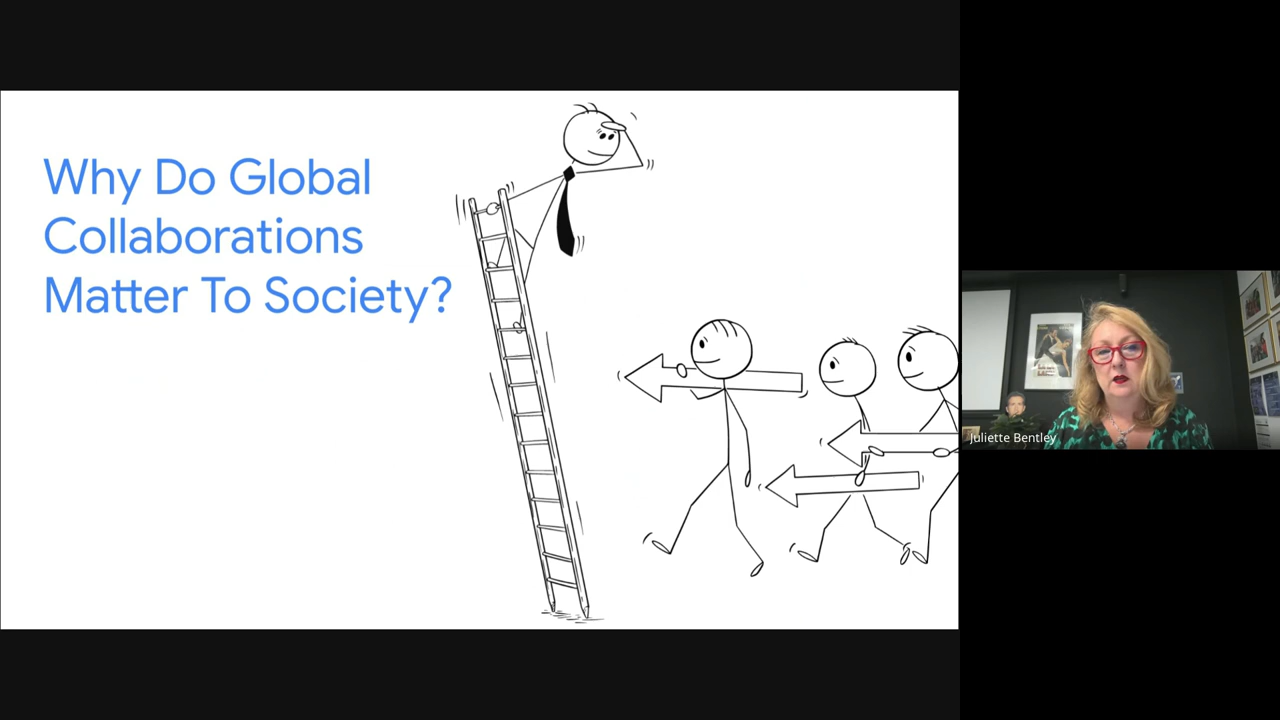 Why Do Global
Collaborations
Matter To Society?
Juliette Bentley